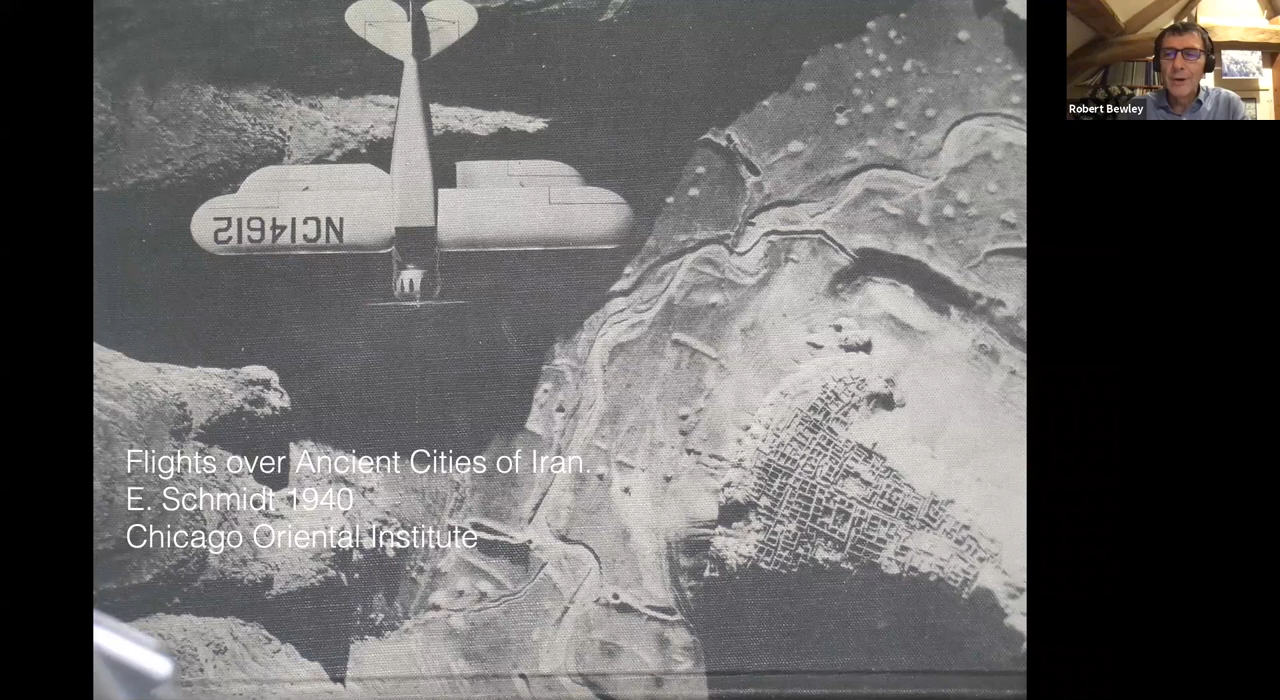 NC14612
Flights over Ancient Cities of Iran.
E. Schmidt 1940
Chicago Oriental Institute
Robert Bewley